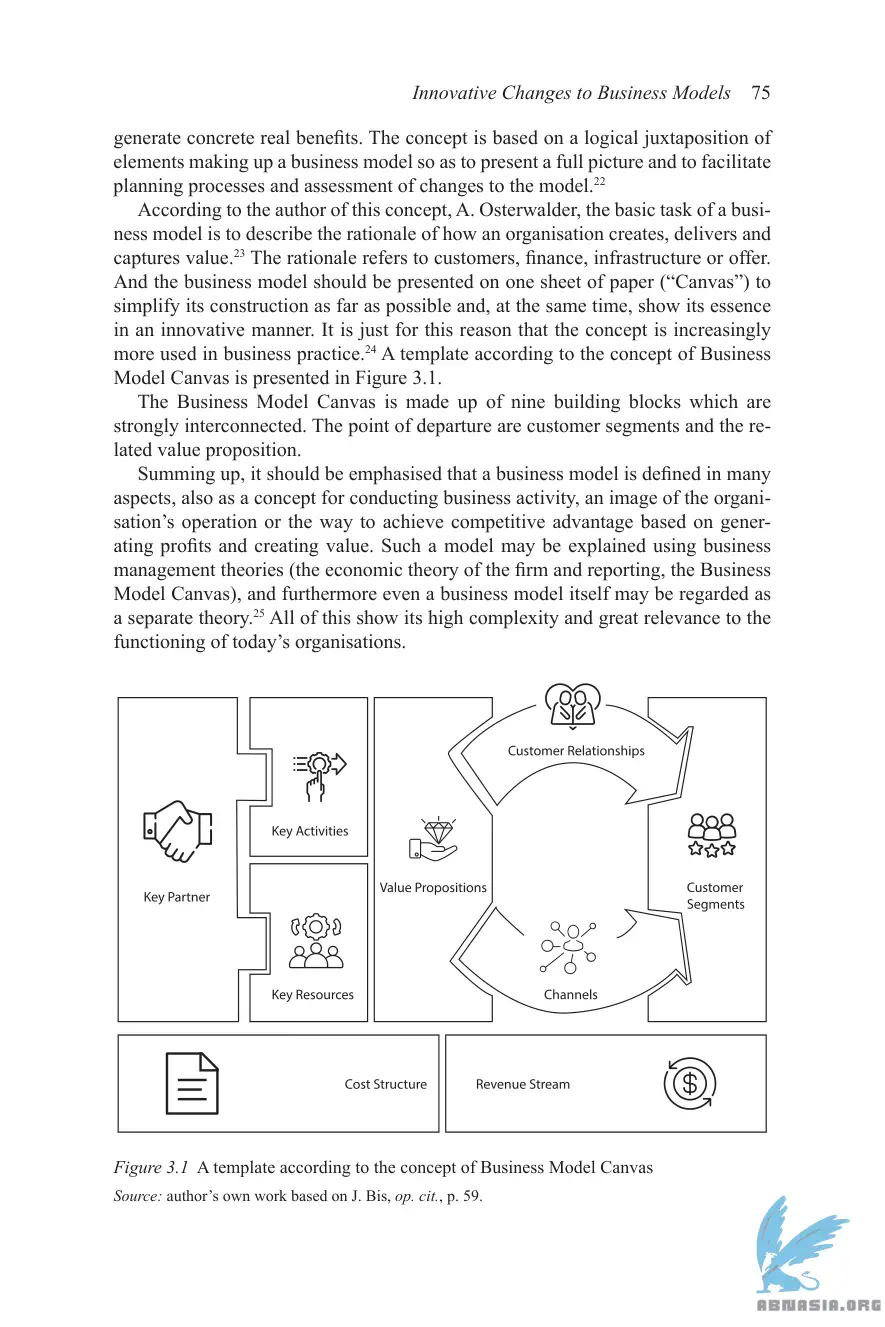 Innovative Changes to Business Models 75
generate concrete real benefits. The concept is based on a logical juxtaposition of
elements making up a business model so as to present a full picture and to facilitate
planning processes and assessment of changes to the model.22
According to the author of this concept, A. Osterwalder, the basic task of a busi-
ness model is to describe the rationale of how an organisation creates, delivers and
captures value.23 The rationale refers to customers, finance, infrastructure or offer.
And the business model should be presented on one sheet of paper (“Canvas”) to
simplify its construction as far as possible and, at the same time, show its essence
in an innovative manner. It is just for this reason that the concept is increasingly
more used in business practice.24 A template according to the concept of Business
Model Canvas is presented in Figure 3.1.
The Business Model Canvas is made up of nine building blocks which are
strongly interconnected. The point of departure are customer segments and the re-
lated value proposition.
Summing up, it should be emphasised that a business model is defined in many
aspects, also as a concept for conducting business activity, an image of the organi-
sation’s operation or the way to achieve competitive advantage based on gener-
ating profits and creating value. Such a model may be explained using business
management theories (the economic theory of the firm and reporting, the Business
Model Canvas), and furthermore even a business model itself may be regarded as
a separate theory.25 All of this show its high complexity and great relevance to the
functioning of today’s organisations.
Customer Relationships
Key Activities
Key Partner
Value Propositions
Customer
Segments
Key Resources
Channels
Cost Structure
Revenue Stream
$
Figure 3.1 A template according to the concept of Business Model Canvas
Source: author’s own work based on J. Bis, op. cit., p. 59.
ABNASIA.ORG